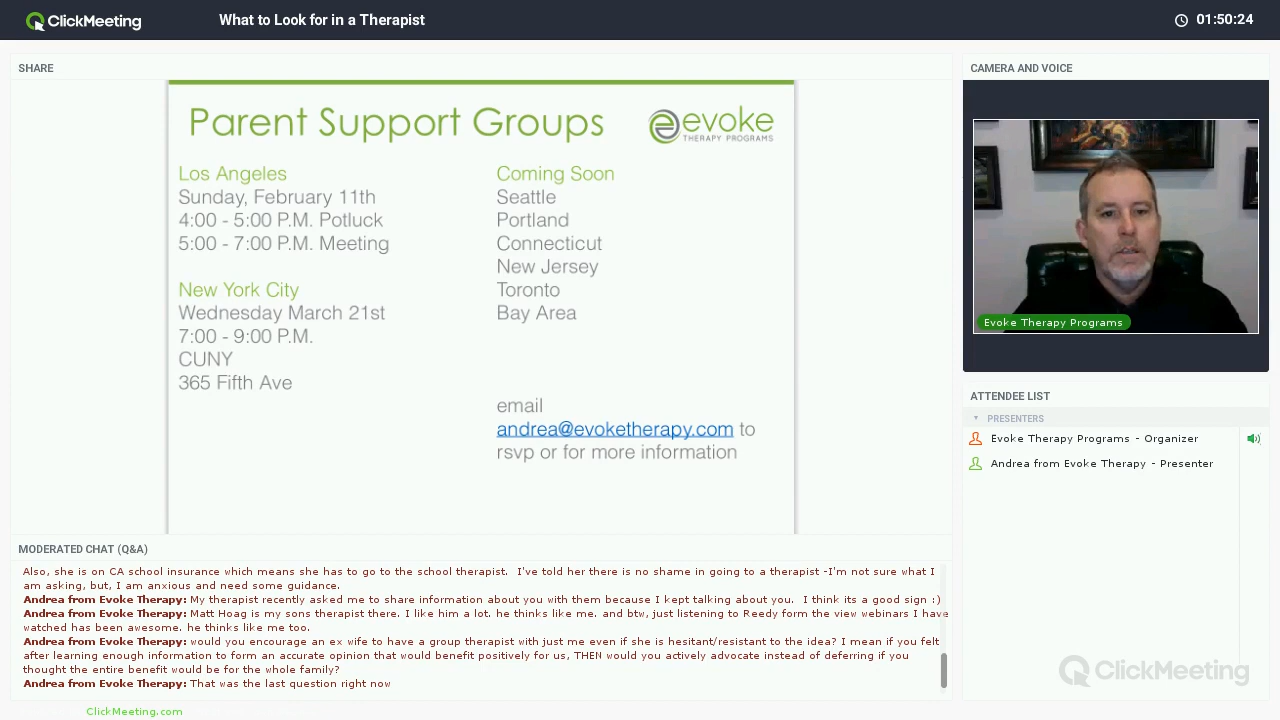 ClickMeeting
What to Look for in a Therapist
01:50:24
SHARE
Parent Support Groups
evoke
THERAPY PROGRAMS
Los Angeles
Sunday, February 11th
4:00 - 5:00 P.M. Potluck
5:00 - 7:00 P.M. Meeting
New York City
Wednesday March 21st
7:00 - 9:00 P.M.
CUNY
365 Fifth Ave
Coming Soon
Seattle
Portland
Connecticut
New Jersey
Toronto
Bay Area
email
andrea@evoketherapy.com to
rsvp or for more information
CAMERA AND VOICE
Evoke Therapy Programs
ATTENDEE LIST
PRESENTERS
Evoke Therapy Programs - Organizer
Andrea from Evoke Therapy - Presenter
MODERATED CHAT (Q&A)
Also, she is on CA school insurance which means she has to go to the school therapist.  I've told her there is no shame in going to a therapist -I'm not sure what I
am asking, but, I am anxious and need some guidance.
Andrea from Evoke Therapy: My therapist recently asked me to share information about you with them because I kept talking about you.  I think its a good sign :)
Andrea from Evoke Therapy: Matt Hoag is my sons therapist there. I like him a lot. he thinks like me. and btw, just listening to Reedy form the view webinars I have
watched has been awesome. he thinks like me too.
Andrea from Evoke Therapy: would you encourage an ex wife to have a group therapist with just me even if she is hesitant/resistant to the idea? I mean if you felt
after learning enough information to form an accurate opinion that would benefit positively for us, THEN would you actively advocate instead of deferring if you
thought the entire benefit would be for the whole family?
Andrea from Evoke Therapy: That was the last question right now
ClickMeeting
ClickMeeting.com